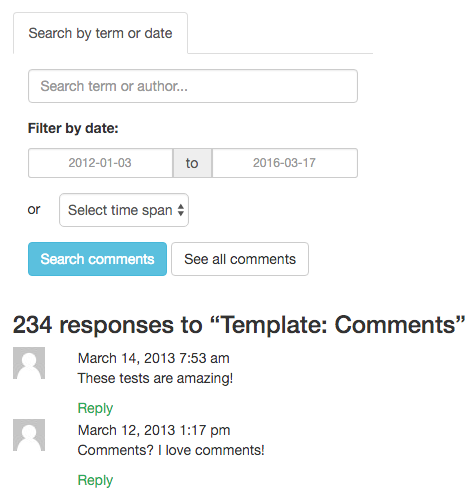 Search by term or date
Search term or author...
Filter by date:
2012-01-03 to 2016-03-17
or Select time span
Search comments See all comments
234 responses to “Template: Comments”
March 14, 2013 7:53 am
These tests are amazing!
Reply
March 12, 2013 1:17 pm
Comments? I love comments!
Reply